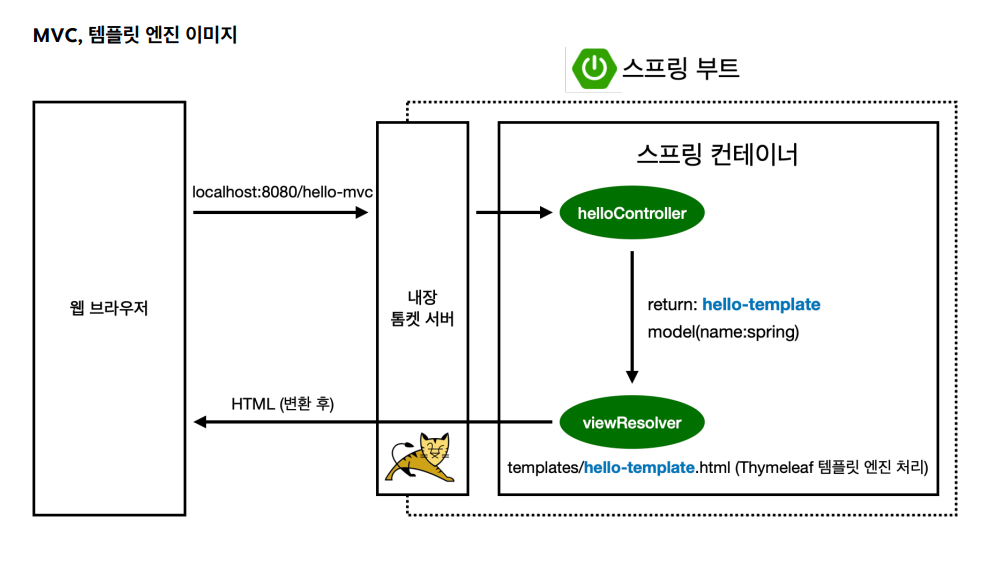 MVC, 템플릿 엔진 이미지
스프링 부트
스프링 컨테이너
localhost:8080/hello-mvc
helloController
웹 브라우저
내장
톰켓 서버
return: hello-template
model(name:spring)
HTML (변환 후)
viewResolver
templates/hello-template.html (Thymeleaf 템플릿 엔진 처리)